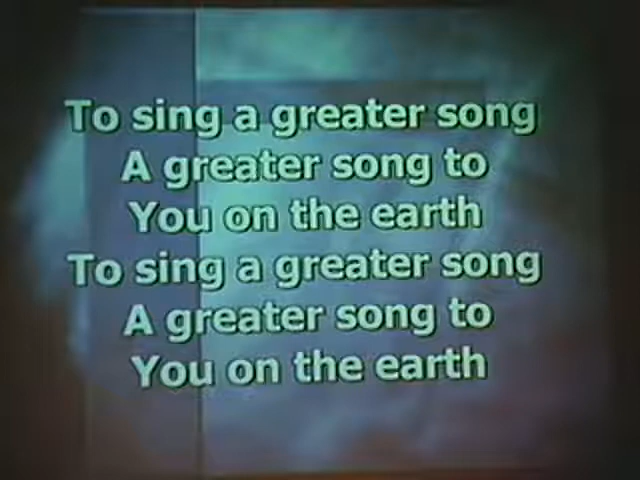 To sing a greater song
A greater song to
You on the earth
To sing a greater song
A greater song to
You on the earth